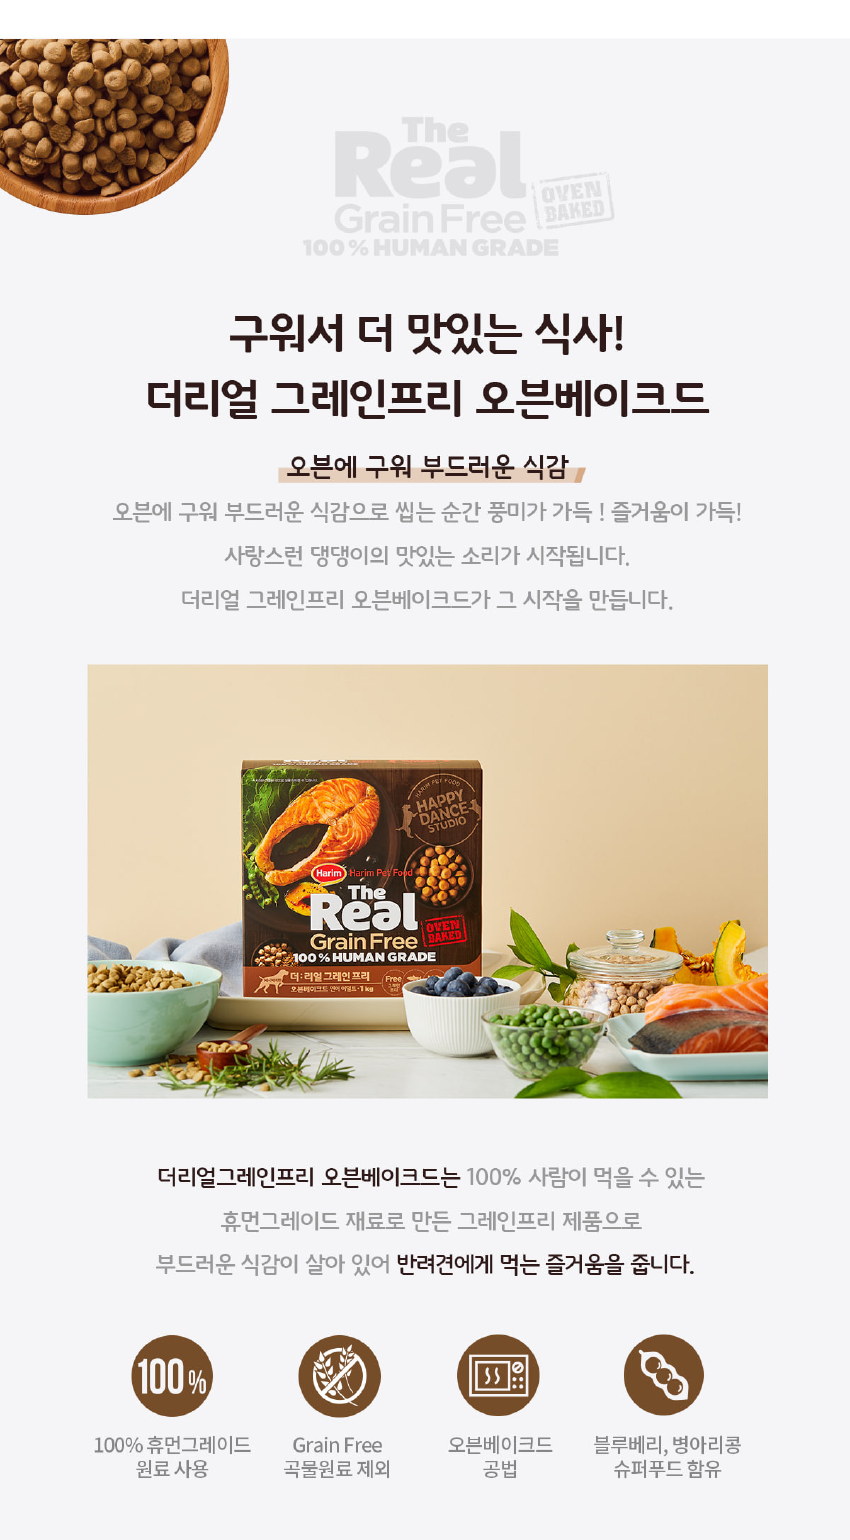 The
Real
Grain Free
OVEN
BAKED
100% HUMAN GRADE
구워서 더 맛있는 식사!
더리얼 그레인프리 오븐베이크드
오븐에 구워 부드러운 식감
오븐에 구워 부드러운 식감으로 씹는 순간 풍미가 가득 ! 즐거움이 가득!
사랑스런 댕댕이의 맛있는 소리가 시작됩니다.
더리얼 그레인프리 오븐베이크드가 그 시작을 만듭니다.
HARIM PET FOOD
HAPPY
DANCE
STUDIO
Harim Harim Pet Food
The
Real
Grain Free
OVEN
BAKED
100% HUMAN GRADE
더:리얼 그레인프리
오븐베이크드 연어 어덜트 · 1kg
Free
더리얼그레인프리 오븐베이크드는 100% 사람이 먹을 수 있는
휴먼그레이드 재료로 만든 그레인프리 제품으로
부드러운 식감이 살아 있어 반려견에게 먹는 즐거움을 줍니다.
100%
100% 휴먼그레이드
원료 사용
Grain Free
곡물원료 제외
오븐베이크드
공법
블루베리, 병아리콩
슈퍼푸드 함유